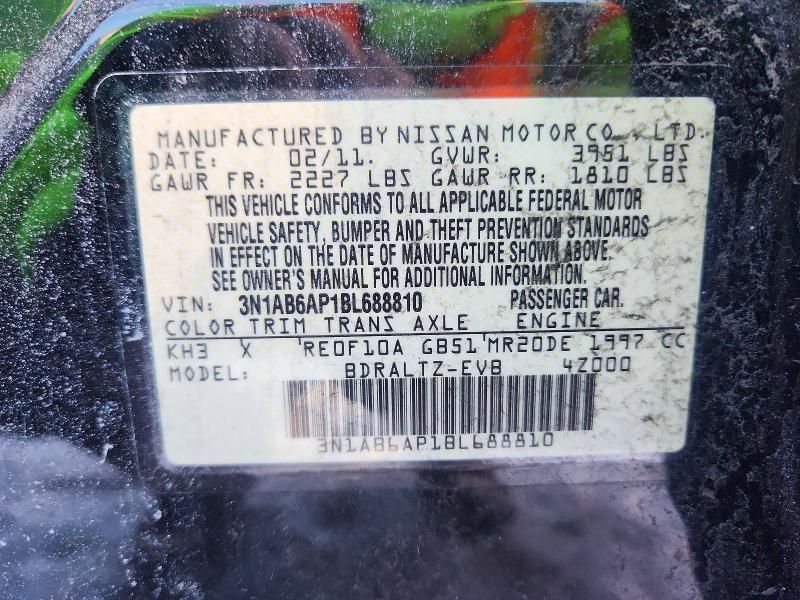 MANUFACTURED BY NISSAN MOTOR CO., LTD.
DATE: 02/11. GVWR: 3951 LBS
GAWR FR: 2227 LBS GAWR RR: 1810 LBS
THIS VEHICLE CONFORMS TO ALL APPLICABLE FEDERAL MOTOR
VEHICLE SAFETY, BUMPER AND THEFT PREVENTION STANDARDS
IN EFFECT ON THE DATE OF MANUFACTURE SHOWN ABOVE.
SEE OWNER'S MANUAL FOR ADDITIONAL INFORMATION.
VIN: 3N1AB6AP1BL688810 PASSENGER CAR.
COLOR TRIM TRANS AXLE ENGINE
KH3 X 'RE0F10A GB51'MR20DE 1997 CC
MODEL: BDRALTZ-EVB 4Z000
3N1AB6AP1BL688810